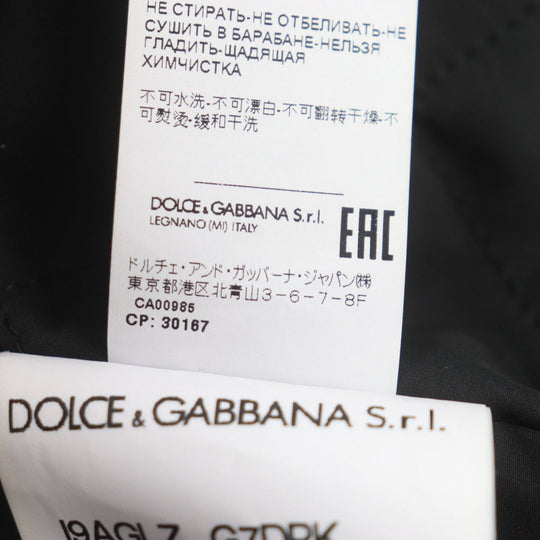 НЕ СТИРАТЬ-НЕ ОТБЕЛИВАТЬ-НЕ
СУШИТЬ В БАРАБАНЕ-НЕЛЬЗЯ
ГЛАДИТЬ-ЩАДЯЩАЯ
ХИМЧИСТКА
不可水洗-不可漂白-不可翻转干燥-不
可熨烫-缓和干洗
DOLCE & GABBANA S.r.l.
LEGNANO (MI) ITALY
EAC
ドルチェ・アンド・ガッバーナ・ジャパン㈱
東京都港区北青山3-6-7-8F
CA00985
CP: 30167
DOLCE & GABBANA S.r.l.
I9AGLZ G7DRK